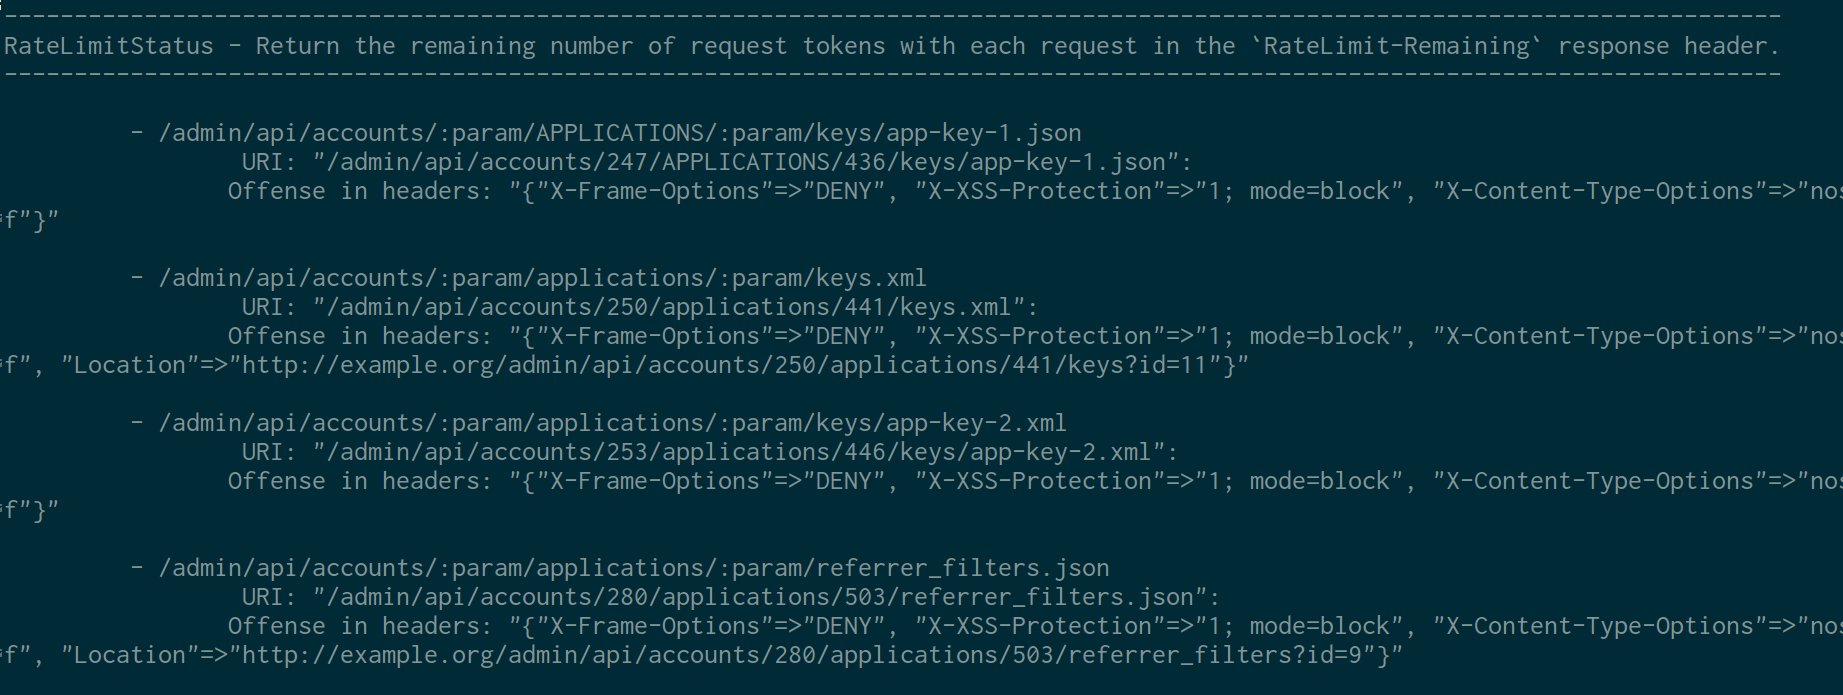 --------------------------------------------------------------------------------------------------------------------------------
RateLimitStatus - Return the remaining number of request tokens with each request in the `RateLimit-Remaining` response header.
--------------------------------------------------------------------------------------------------------------------------------
- /admin/api/accounts/:param/APPLICATIONS/:param/keys/app-key-1.json
URI: "/admin/api/accounts/247/APPLICATIONS/436/keys/app-key-1.json":
Offense in headers: "{"X-Frame-Options"=>"DENY", "X-XSS-Protection"=>"1; mode=block", "X-Content-Type-Options"=>"nos
f"}"
- /admin/api/accounts/:param/applications/:param/keys.xml
URI: "/admin/api/accounts/250/applications/441/keys.xml":
Offense in headers: "{"X-Frame-Options"=>"DENY", "X-XSS-Protection"=>"1; mode=block", "X-Content-Type-Options"=>"nos
f", "Location"=>"http://example.org/admin/api/accounts/250/applications/441/keys?id=11"}"
- /admin/api/accounts/:param/applications/:param/keys/app-key-2.xml
URI: "/admin/api/accounts/253/applications/446/keys/app-key-2.xml":
Offense in headers: "{"X-Frame-Options"=>"DENY", "X-XSS-Protection"=>"1; mode=block", "X-Content-Type-Options"=>"nos
f"}"
- /admin/api/accounts/:param/applications/:param/referrer_filters.json
URI: "/admin/api/accounts/280/applications/503/referrer_filters.json":
Offense in headers: "{"X-Frame-Options"=>"DENY", "X-XSS-Protection"=>"1; mode=block", "X-Content-Type-Options"=>"nos
f", "Location"=>"http://example.org/admin/api/accounts/280/applications/503/referrer_filters?id=9"}"